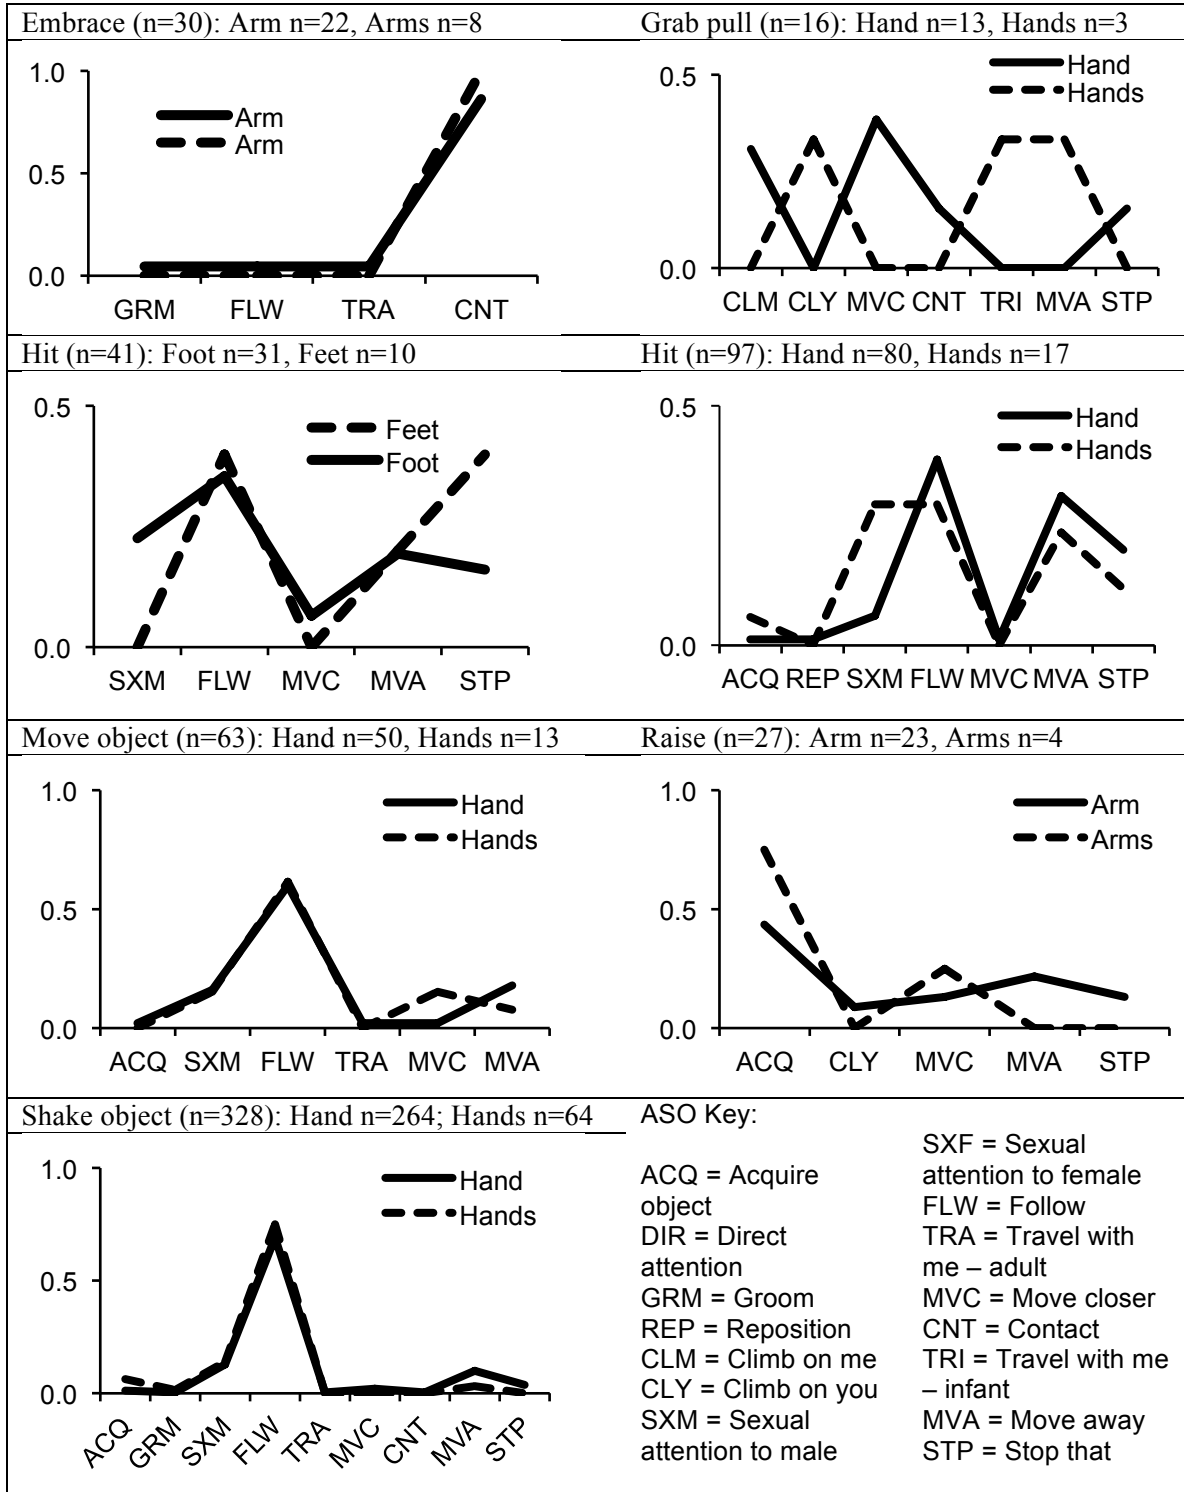 Embrace (n=30): Arm n=22, Arms n=8
1.0
0.5
0.0
Arm
Arm
GRM FLW TRA CNT
Grab pull (n=16): Hand n=13, Hands n=3
0.5
0.0
Hand
Hands
CLM CLY MVC CNT TRI MVA STP
Hit (n=41): Foot n=31, Feet n=10
0.5
0.0
Feet
Foot
SXM FLW MVC MVA STP
Hit (n=97): Hand n=80, Hands n=17
0.5
0.0
Hand
Hands
ACQ REP SXM FLW MVC MVA STP
Move object (n=63): Hand n=50, Hands n=13
1.0
0.5
0.0
Hand
Hands
ACQ SXM FLW TRA MVC MVA
Raise (n=27): Arm n=23, Arms n=4
1.0
0.5
0.0
Arm
Arms
ACQ CLY MVC MVA STP
Shake object (n=328): Hand n=264; Hands n=64
1.0
0.5
0.0
Hand
Hands
ACQ GRM SXM FLW TRA MVC CNT MVA STP
ASO Key:
ACQ = Acquire
object
DIR = Direct
attention
GRM = Groom
REP = Reposition
CLM = Climb on me
CLY = Climb on you
SXM = Sexual
attention to male
SXF = Sexual
attention to female
FLW = Follow
TRA = Travel with
me – adult
MVC = Move closer
CNT = Contact
TRI = Travel with me
– infant
MVA = Move away
STP = Stop that